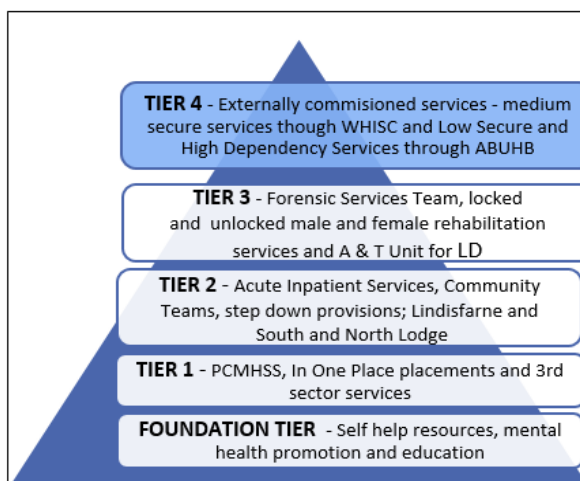 TIER 4 - Externally commisioned services - medium
secure services though WHISC and Low Secure and
High Dependency Services through ABUHB
TIER 3 - Forensic Services Team, locked
and unlocked male and female rehabilitation
services and A & T Unit for LD
TIER 2 - Acute Inpatient Services, Community
Teams, step down provisions; Lindisfarne and
South and North Lodge
TIER 1 - PCMHSS, In One Place placements and 3rd
sector services
FOUNDATION TIER - Self help resources, mental
health promotion and education